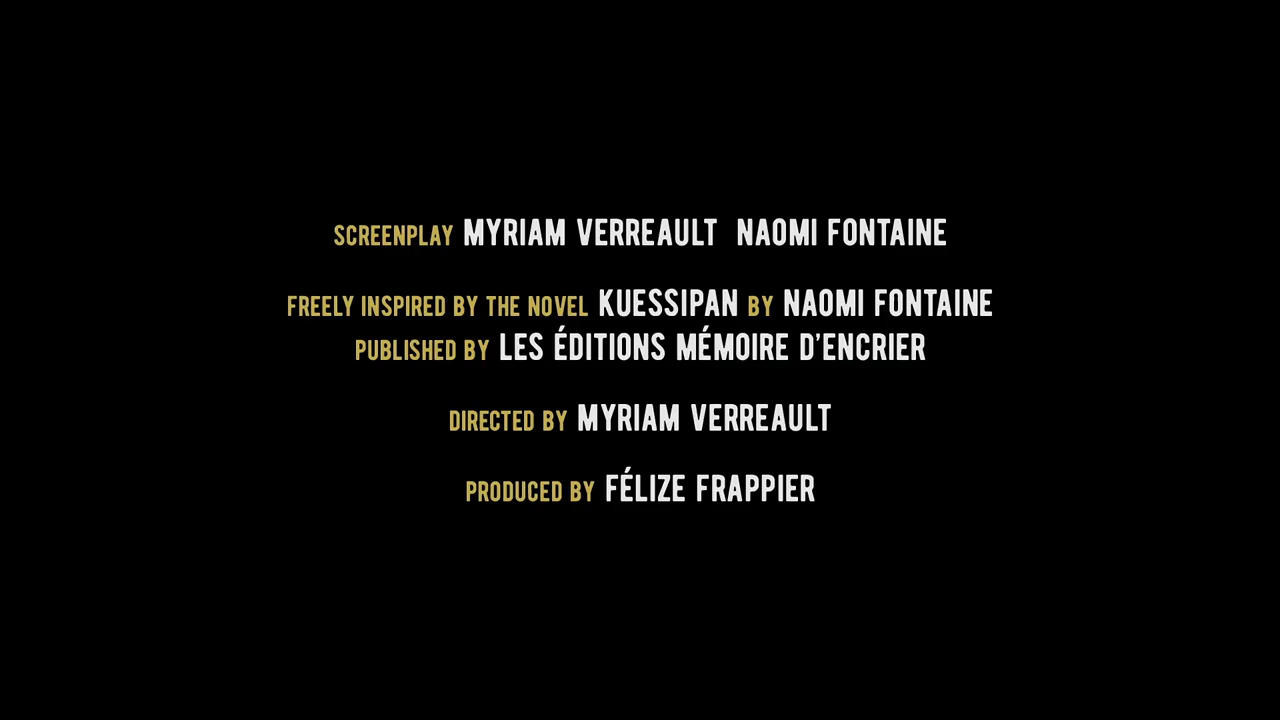 SCREENPLAY MYRIAM VERREAULT NAOMI FONTAINE
FREELY INSPIRED BY THE NOVEL KUESSIPAN BY NAOMI FONTAINE
PUBLISHED BY LES ÉDITIONS MÉMOIRE D'ENCRIER
DIRECTED BY MYRIAM VERREAULT
PRODUCED BY FÉLIZE FRAPPIER